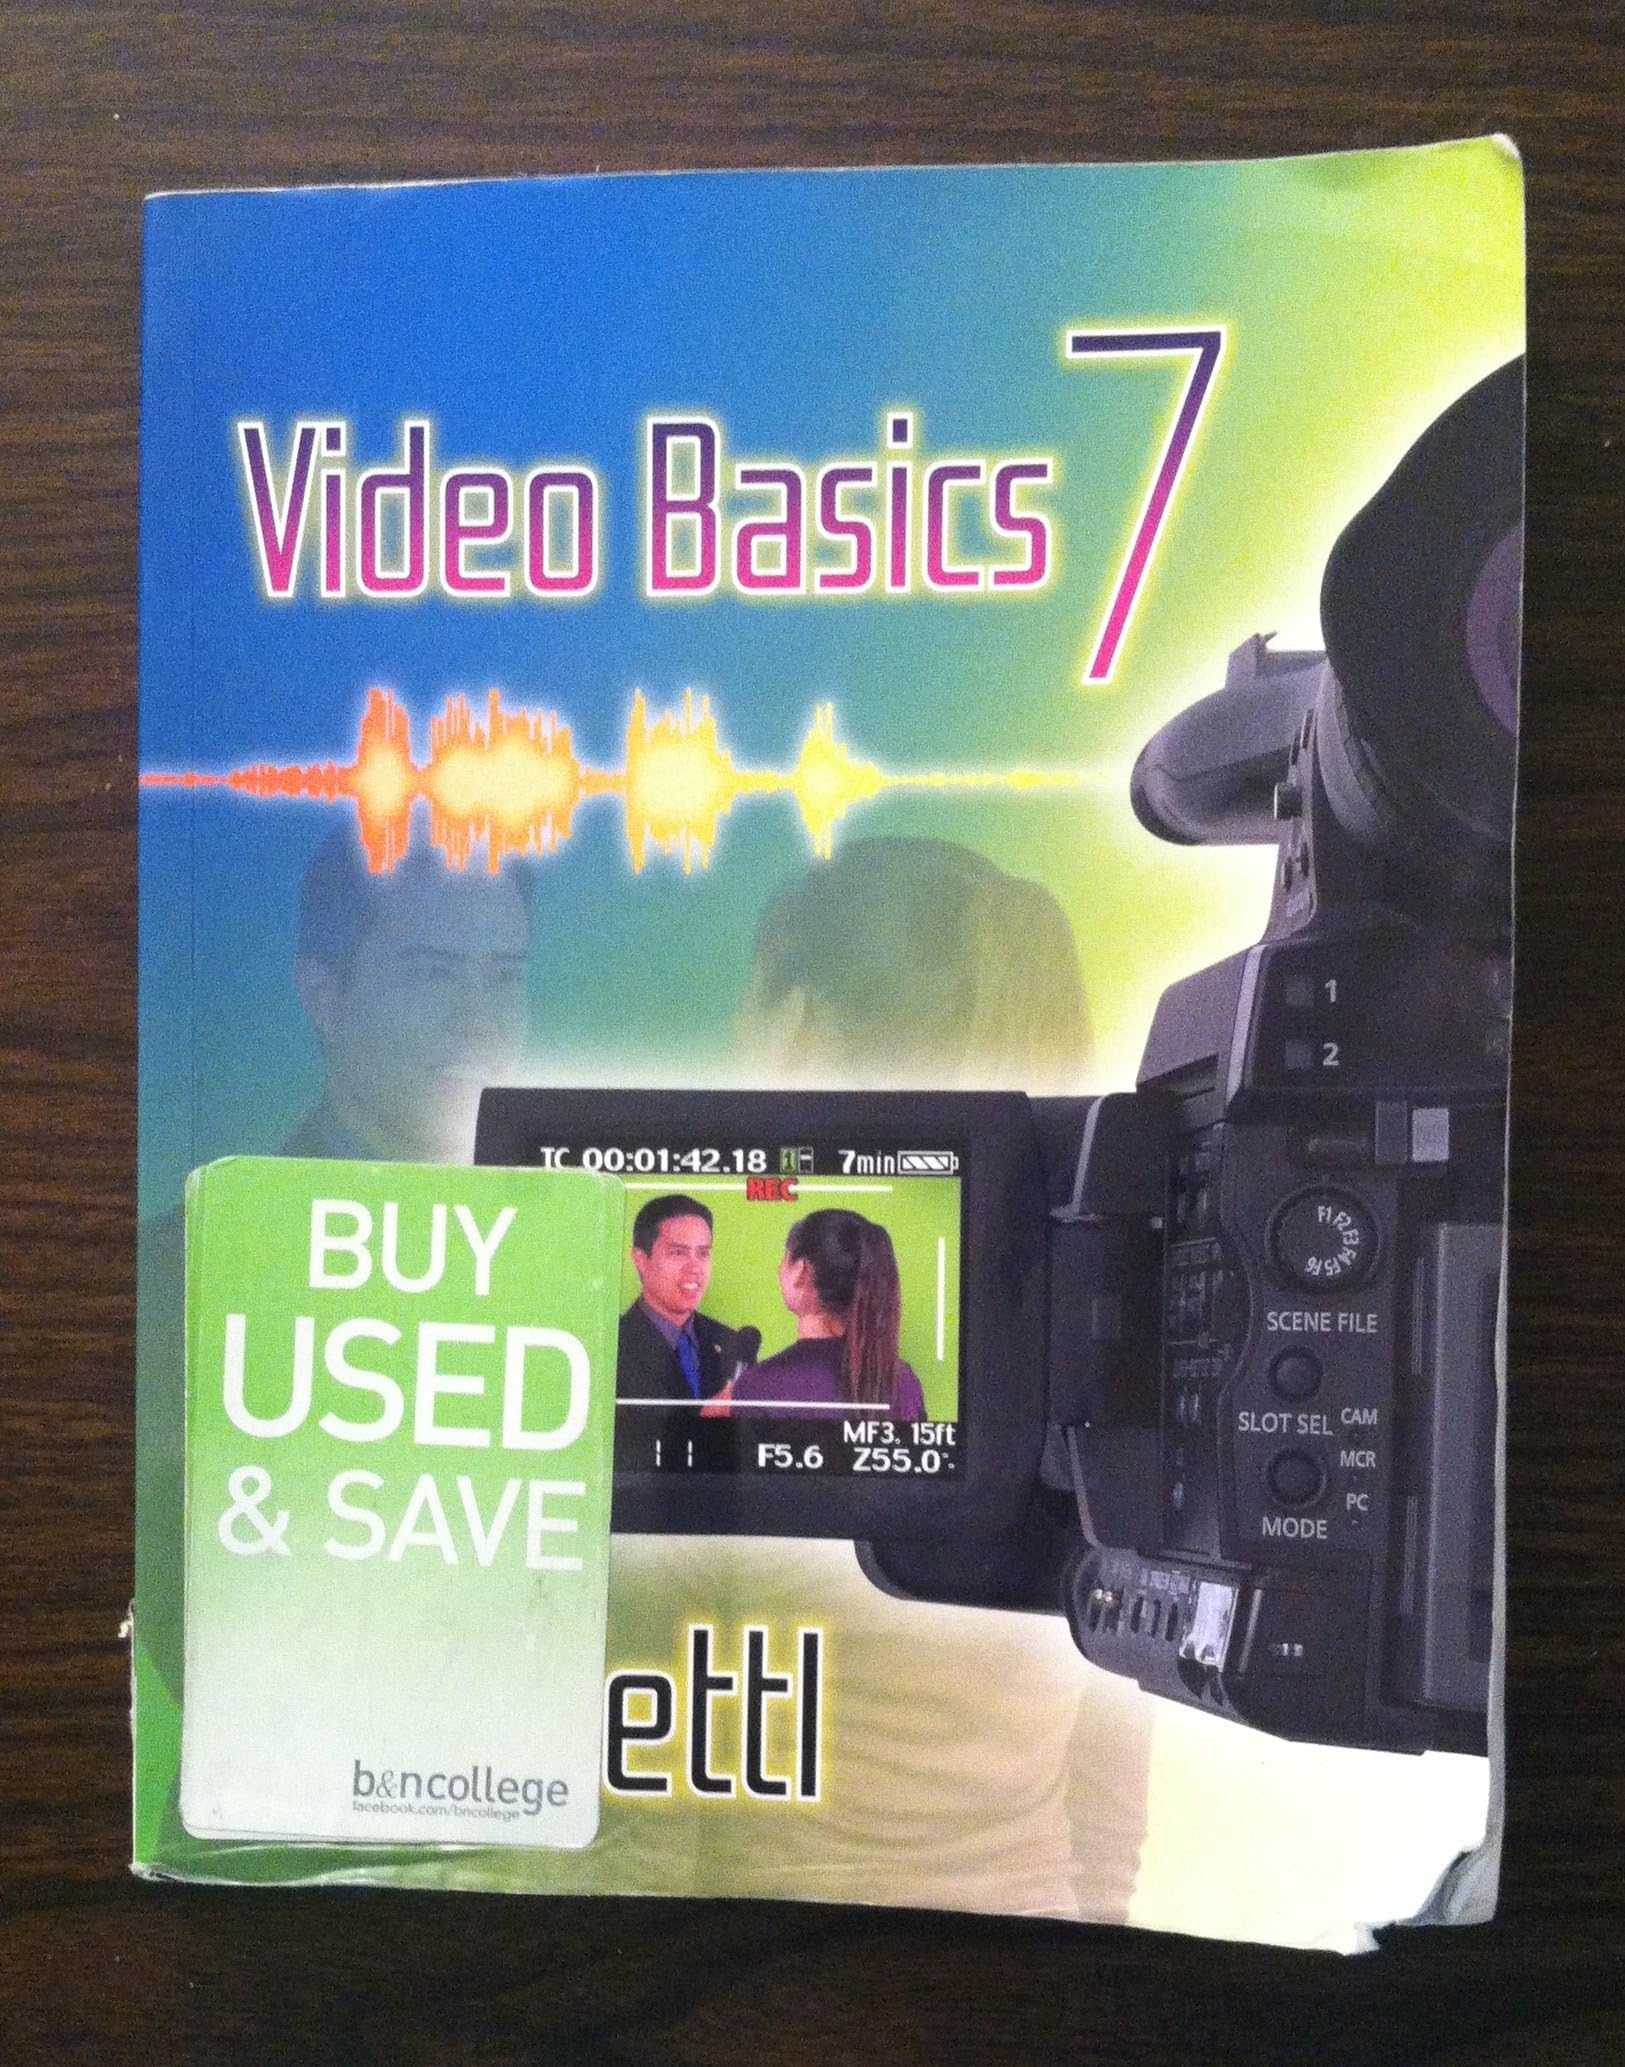 Video Basics 7
1
2
TC 00:01:42.18 1 7min
REC
MF3. 15ft
F5.6 Z55.0
F1 F2 F3 F4 F5 F6
SCENE FILE
SLOT SEL CAM
MCR
PC
MODE
BUY
USED
& SAVE
b&ncollege
facebook.com/bncollege
ettl